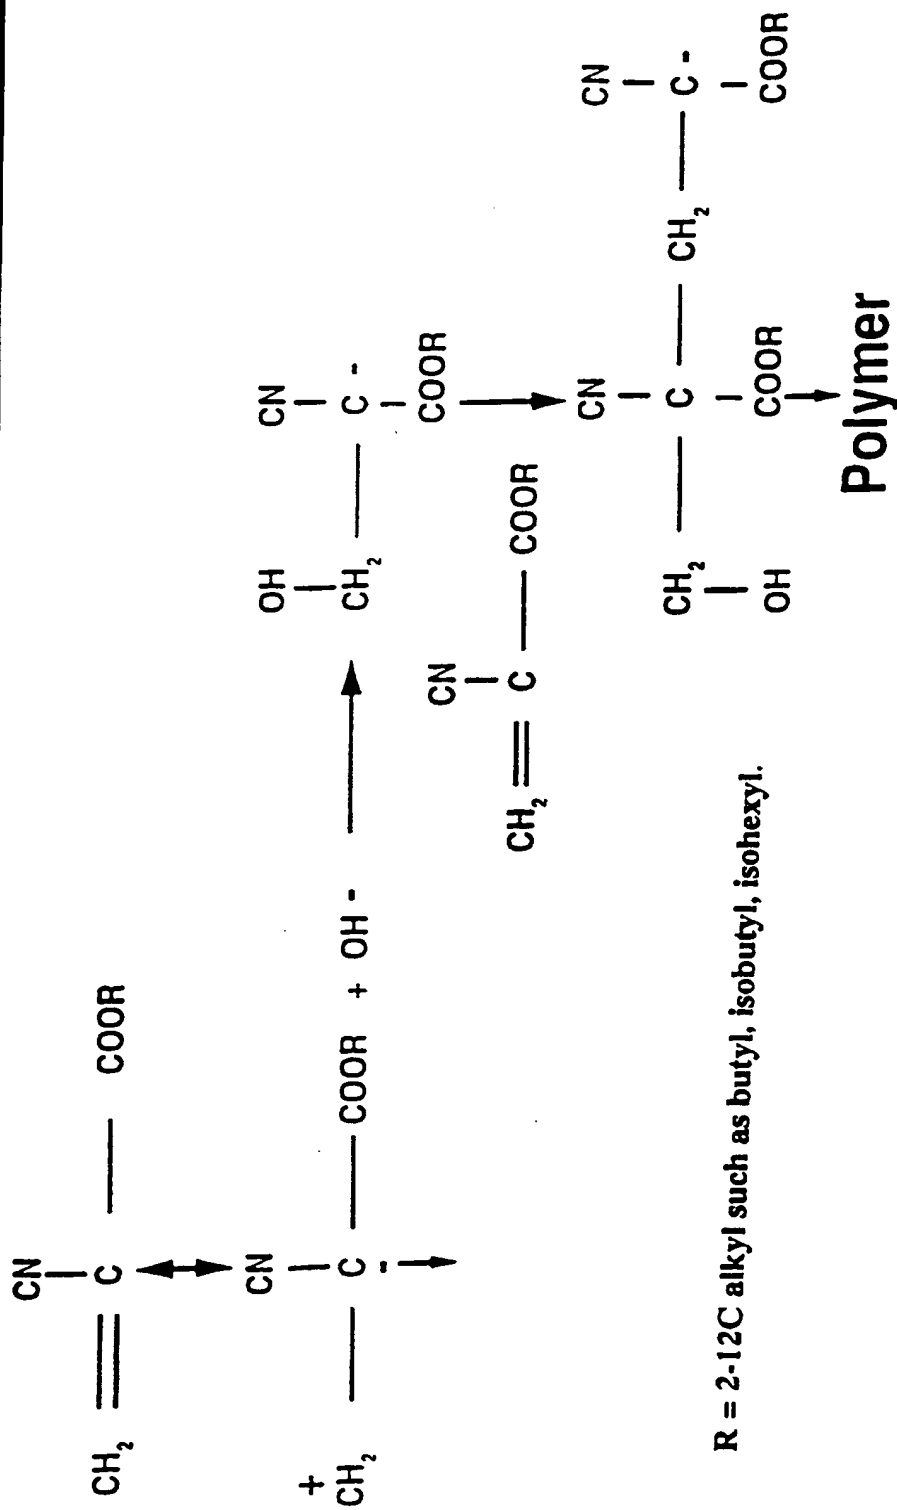 CN
CH2 C COOR
CN
+
CH2 C COOR + OH -
-
OH CN
CH2 C -
COOR
CN
CH2 C COOR
CN CN
CH2 C CH2 C -
OH COOR COOR
Polymer
R = 2-12C alkyl such as butyl, isobutyl, isohexyl.